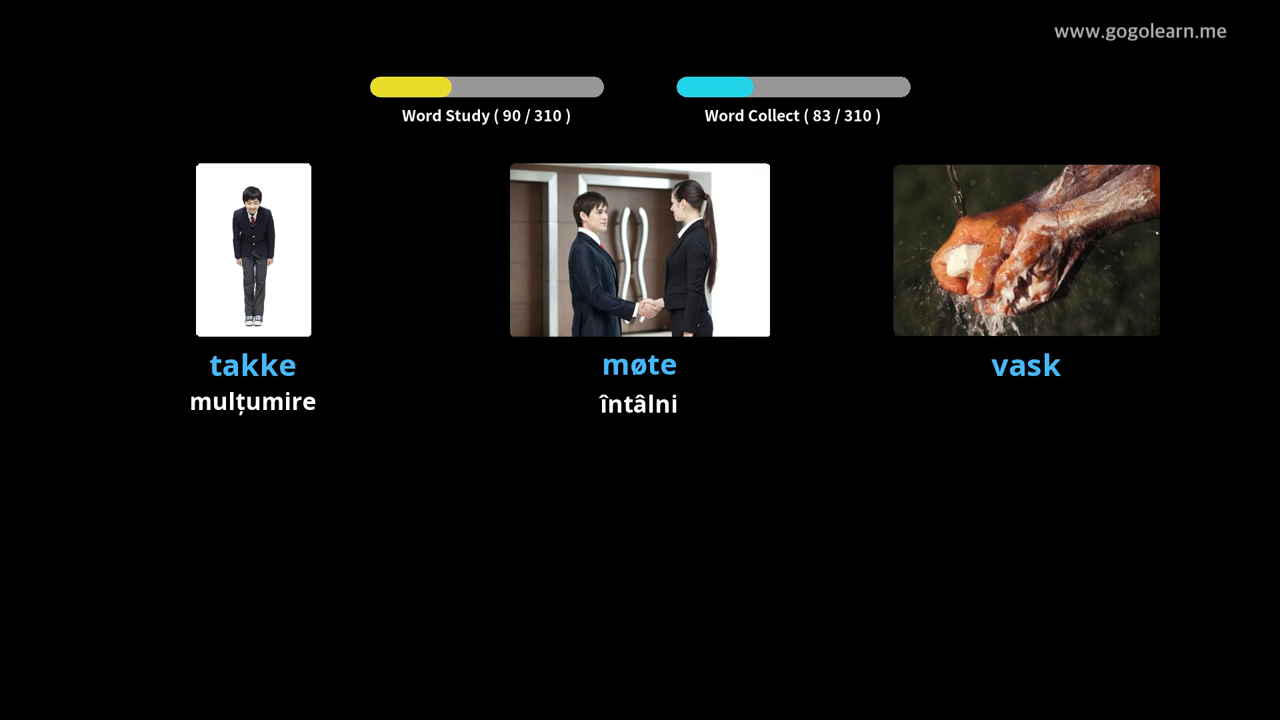 www.gogolearn.me
Word Study ( 90 / 310 )
Word Collect ( 83 / 310 )
takke
mulțumire
møte
întâlni
vask